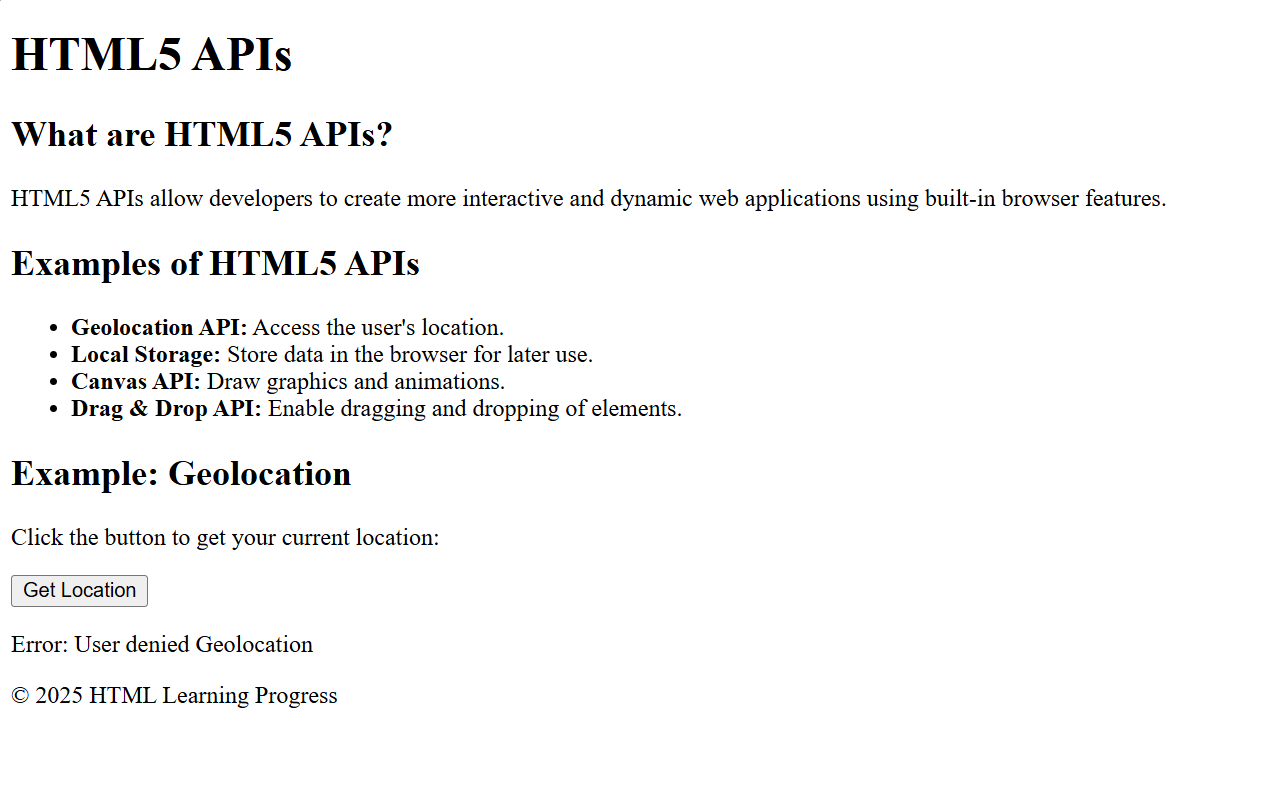 HTML5 APIs
What are HTML5 APIs?
HTML5 APIs allow developers to create more interactive and dynamic web applications using built-in browser features.
Examples of HTML5 APIs
• Geolocation API: Access the user's location.
• Local Storage: Store data in the browser for later use.
• Canvas API: Draw graphics and animations.
• Drag & Drop API: Enable dragging and dropping of elements.
Example: Geolocation
Click the button to get your current location:
Get Location
Error: User denied Geolocation
© 2025 HTML Learning Progress